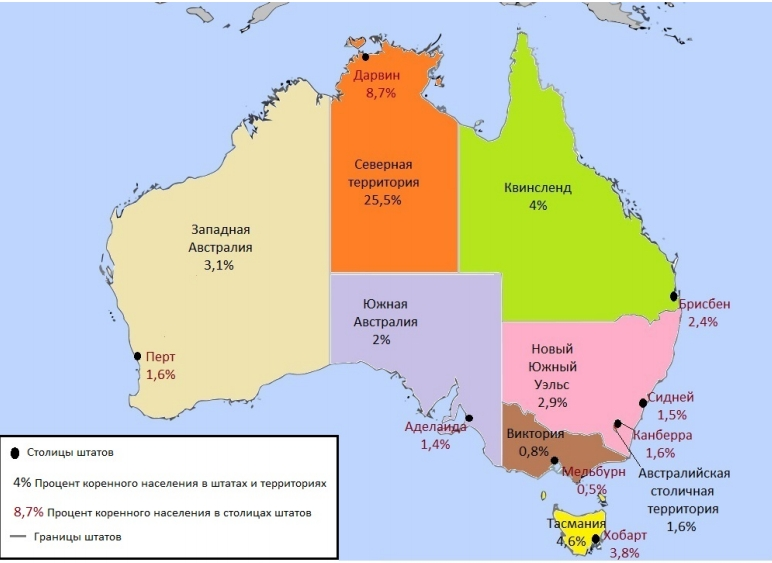 Дарвин
8,7%
Северная
территория
25,5%
Квинсленд
4%
Западная
Австралия
3,1%
Южная
Австралия
2%
Брисбен
2,4%
Перт
1,6%
Новый
Южный
Уэльс
2,9%
Сидней
1,5%
Аделаида
1,4%
Виктория
0,8%
Канберра
1,6%
Мельбурн
0,5%
Австралийская
столичная
территория
1,6%
Тасмания
4,6%
Хобарт
3,8%
Столицы штатов
4% Процент коренного населения в штатах и территориях
8,7% Процент коренного населения в столицах штатов
Границы штатов